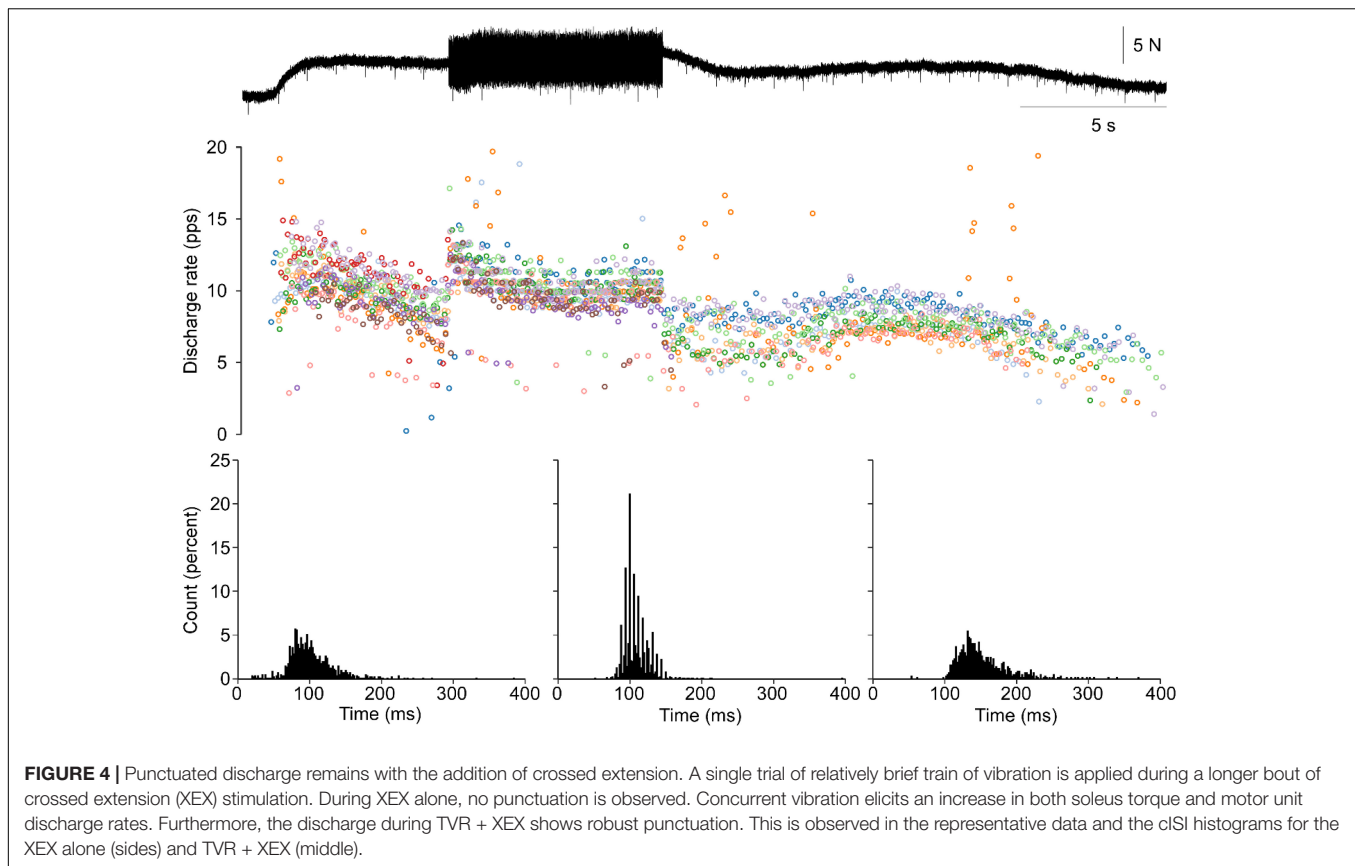 5 N
5 s
20
15
10
5
0
Discharge rate (pps)
25
20
15
10
5
0
Count (percent)
0 100 200 300 400
Time (ms)
0 100 200 300 400
Time (ms)
0 100 200 300 400
Time (ms)
FIGURE 4 | Punctuated discharge remains with the addition of crossed extension. A single trial of relatively brief train of vibration is applied during a longer bout of
crossed extension (XEX) stimulation. During XEX alone, no punctuation is observed. Concurrent vibration elicits an increase in both soleus torque and motor unit
discharge rates. Furthermore, the discharge during TVR + XEX shows robust punctuation. This is observed in the representative data and the cISI histograms for the
XEX alone (sides) and TVR + XEX (middle).